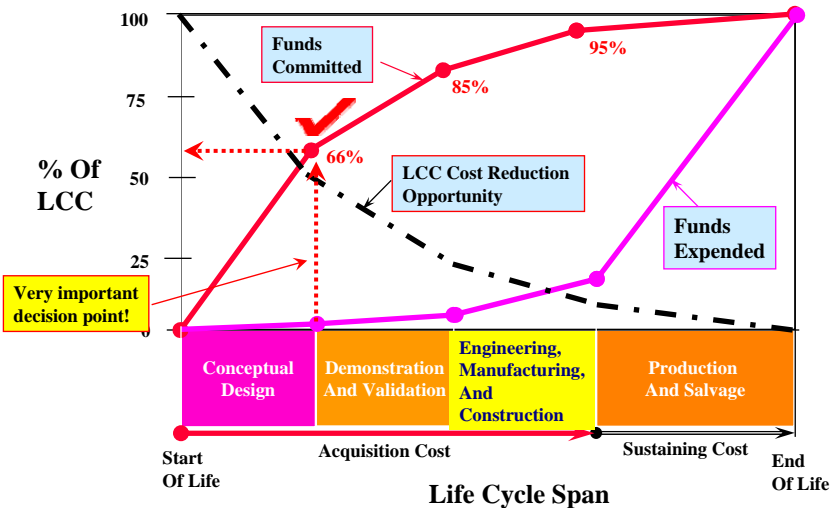 100
75
50
25
0
% Of
LCC
Funds
Committed
66%
85%
95%
LCC Cost Reduction
Opportunity
Funds
Expended
Very important
decision point!
Conceptual
Design
Demonstration
And Validation
Engineering,
Manufacturing,
And
Construction
Production
And Salvage
Start
Of Life
Acquisition Cost
Sustaining Cost
End
Of Life
Life Cycle Span